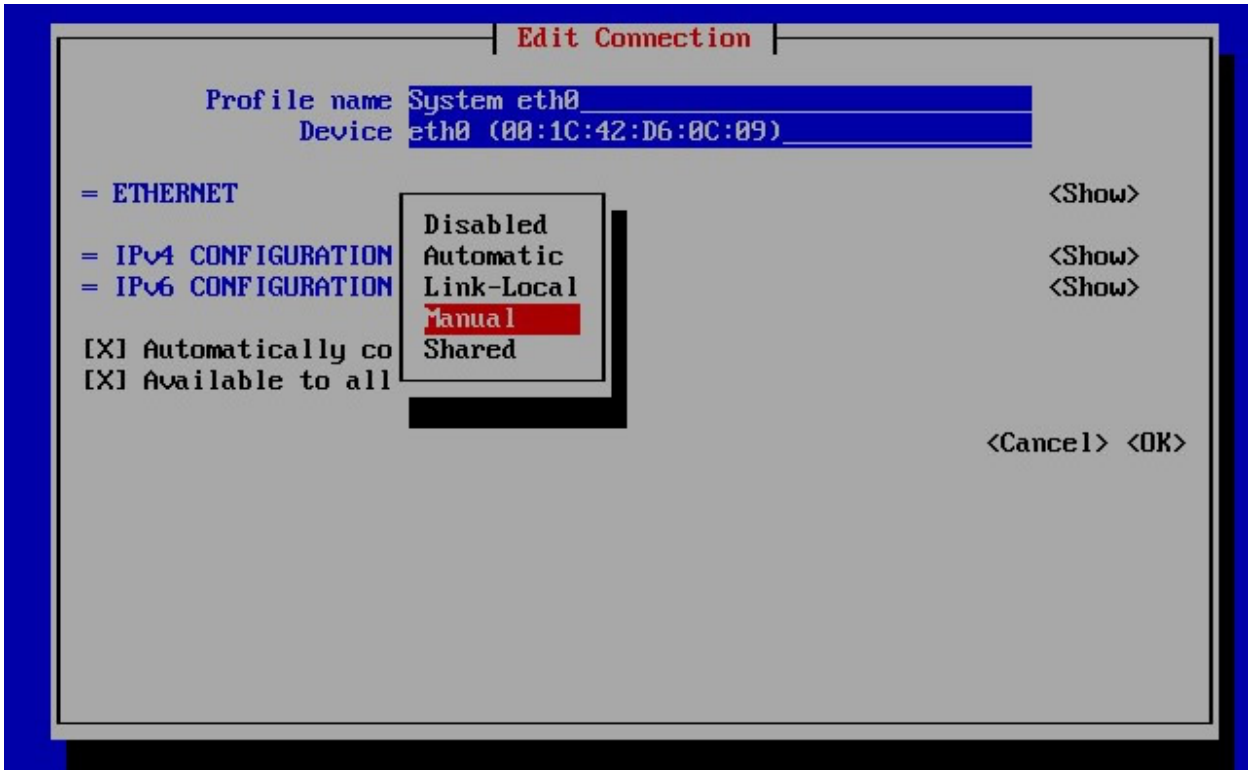 Edit Connection
Profile name System eth0
Device eth0 (00:1C:42:D6:0C:09)
= ETHERNET <Show>
Disabled
= IPv4 CONFIGURATION Automatic <Show>
= IPv6 CONFIGURATION Link-Local <Show>
Manual
[X] Automatically co Shared
[X] Available to all
<Cancel> <OK>